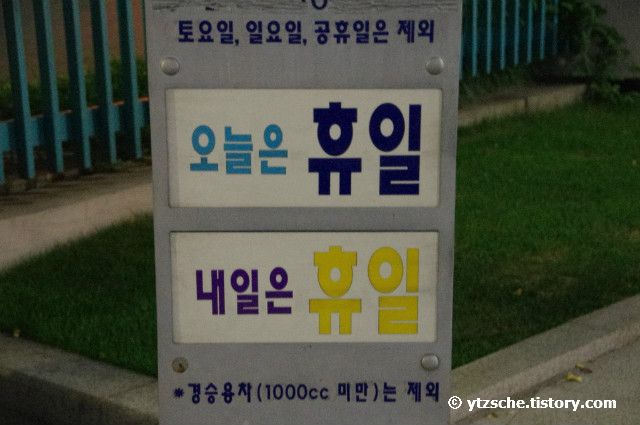 토요일, 일요일, 공휴일은 제외
오늘은 휴일
내일은 휴일
*경승용차(1000cc 미만)는 제외
© ytzsche.tistory.com